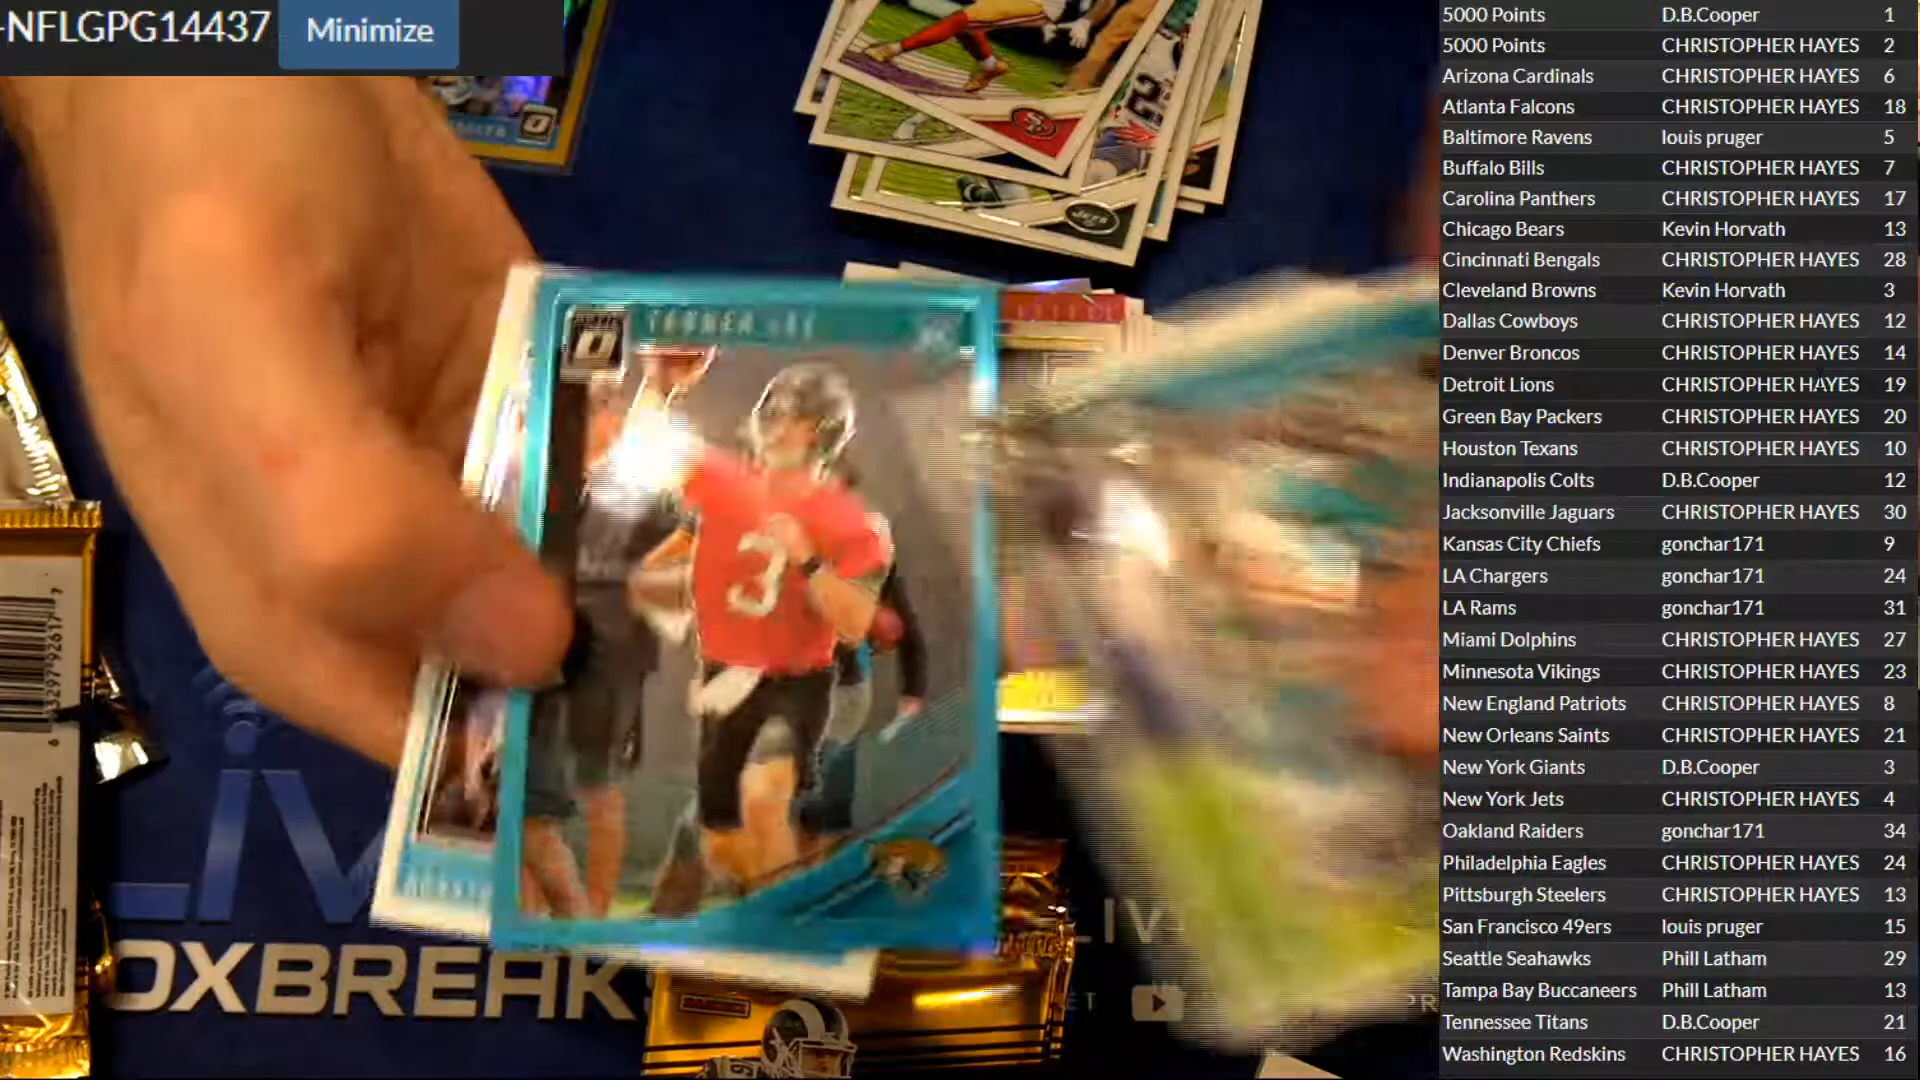 -NFLGPG14437
Minimize
5000 Points D.B.Cooper 1
5000 Points CHRISTOPHER HAYES 2
Arizona Cardinals CHRISTOPHER HAYES 6
Atlanta Falcons CHRISTOPHER HAYES 18
Baltimore Ravens louis pruger 5
Buffalo Bills CHRISTOPHER HAYES 7
Carolina Panthers CHRISTOPHER HAYES 17
Chicago Bears Kevin Horvath 13
Cincinnati Bengals CHRISTOPHER HAYES 28
Cleveland Browns Kevin Horvath 3
Dallas Cowboys CHRISTOPHER HAYES 12
Denver Broncos CHRISTOPHER HAYES 14
Detroit Lions CHRISTOPHER HAYES 19
Green Bay Packers CHRISTOPHER HAYES 20
Houston Texans CHRISTOPHER HAYES 10
Indianapolis Colts D.B.Cooper 12
Jacksonville Jaguars CHRISTOPHER HAYES 30
Kansas City Chiefs gonchar171 9
LA Chargers gonchar171 24
LA Rams gonchar171 31
Miami Dolphins CHRISTOPHER HAYES 27
Minnesota Vikings CHRISTOPHER HAYES 23
New England Patriots CHRISTOPHER HAYES 8
New Orleans Saints CHRISTOPHER HAYES 21
New York Giants D.B.Cooper 3
New York Jets CHRISTOPHER HAYES 4
Oakland Raiders gonchar171 34
Philadelphia Eagles CHRISTOPHER HAYES 24
Pittsburgh Steelers CHRISTOPHER HAYES 13
San Francisco 49ers louis pruger 15
Seattle Seahawks Phill Latham 29
Tampa Bay Buccaneers Phill Latham 13
Tennessee Titans D.B.Cooper 21
Washington Redskins CHRISTOPHER HAYES 16
TANNER LEE
3
JETS
LIV
OXBREAK
LIV